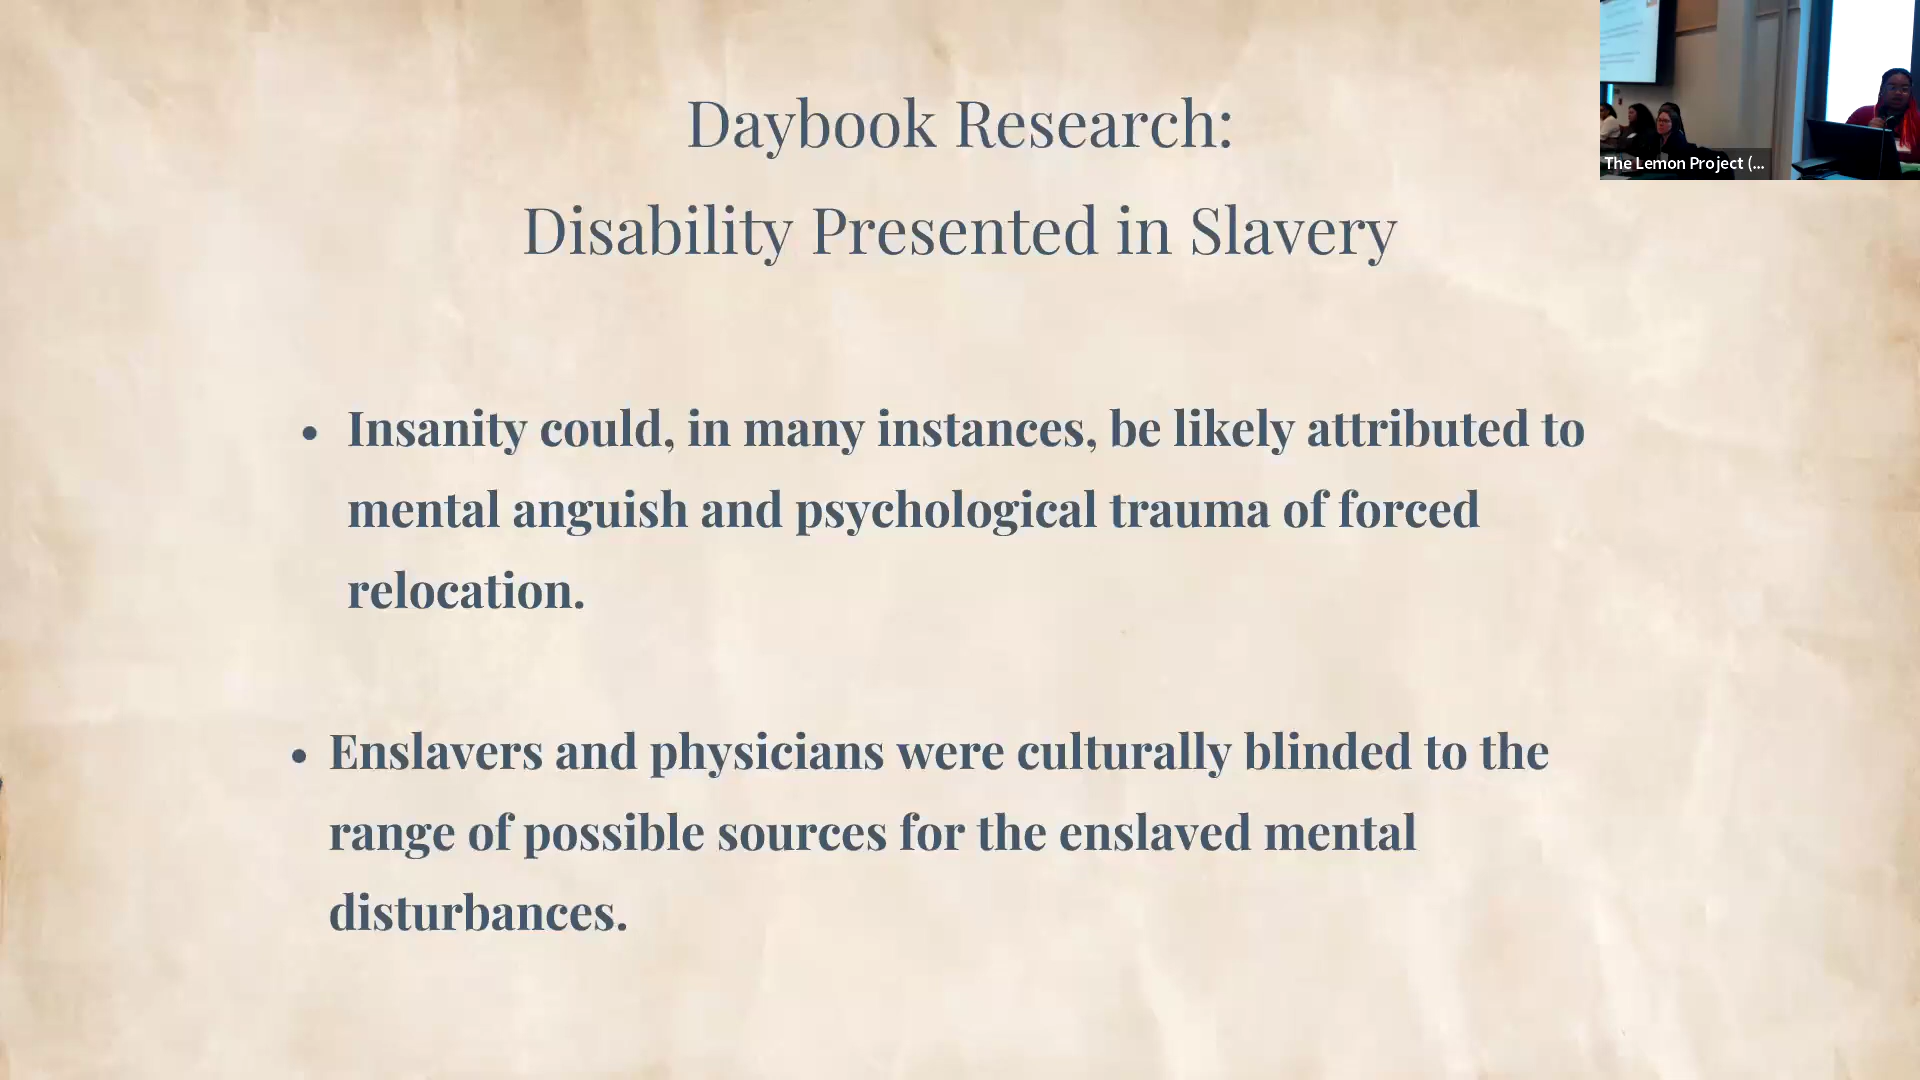 Daybook Research:
Disability Presented in Slavery
• Insanity could, in many instances, be likely attributed to
mental anguish and psychological trauma of forced
relocation.
• Enslavers and physicians were culturally blinded to the
range of possible sources for the enslaved mental
disturbances.
The Lemon Project (...